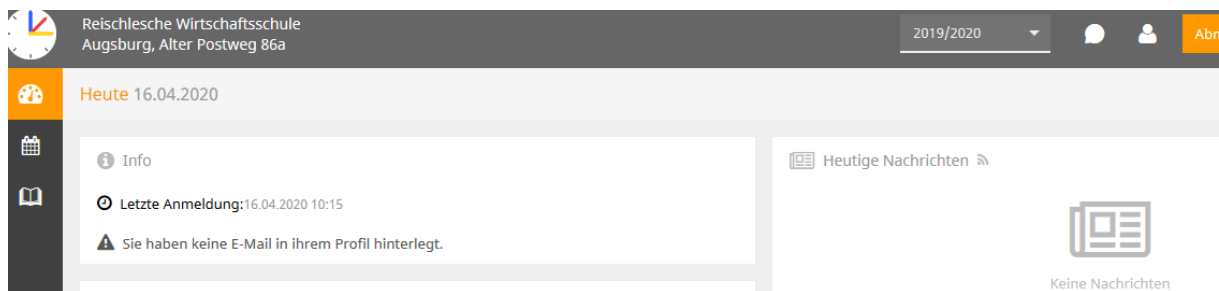 Reischlesche Wirtschaftsschule
Augsburg, Alter Postweg 86a
2019/2020
Heute 16.04.2020
Info
Letzte Anmeldung:16.04.2020 10:15
Sie haben keine E-Mail in ihrem Profil hinterlegt.
Heutige Nachrichten
Keine Nachrichten